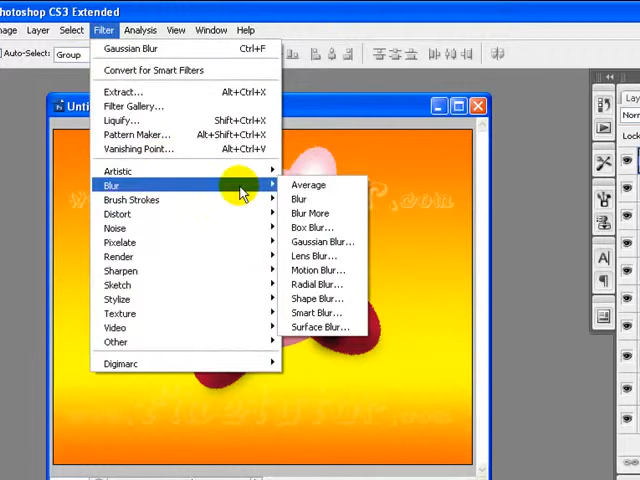 Photoshop CS3 Extended
Layer Select Filter Analysis View Window Help
Auto-Select: Group
Gaussian Blur Ctrl+F
Convert for Smart Filters
Extract... Alt+Ctrl+X
Filter Gallery...
Liquify... Shift+Ctrl+X
Pattern Maker... Alt+Shift+Ctrl+X
Vanishing Point... Alt+Ctrl+V
Artistic
Blur
Brush Strokes
Distort
Noise
Pixelate
Render
Sharpen
Sketch
Stylize
Texture
Video
Other
Digimarc
Average
Blur
Blur More
Box Blur...
Gaussian Blur...
Lens Blur...
Motion Blur...
Radial Blur...
Shape Blur...
Smart Blur...
Surface Blur...